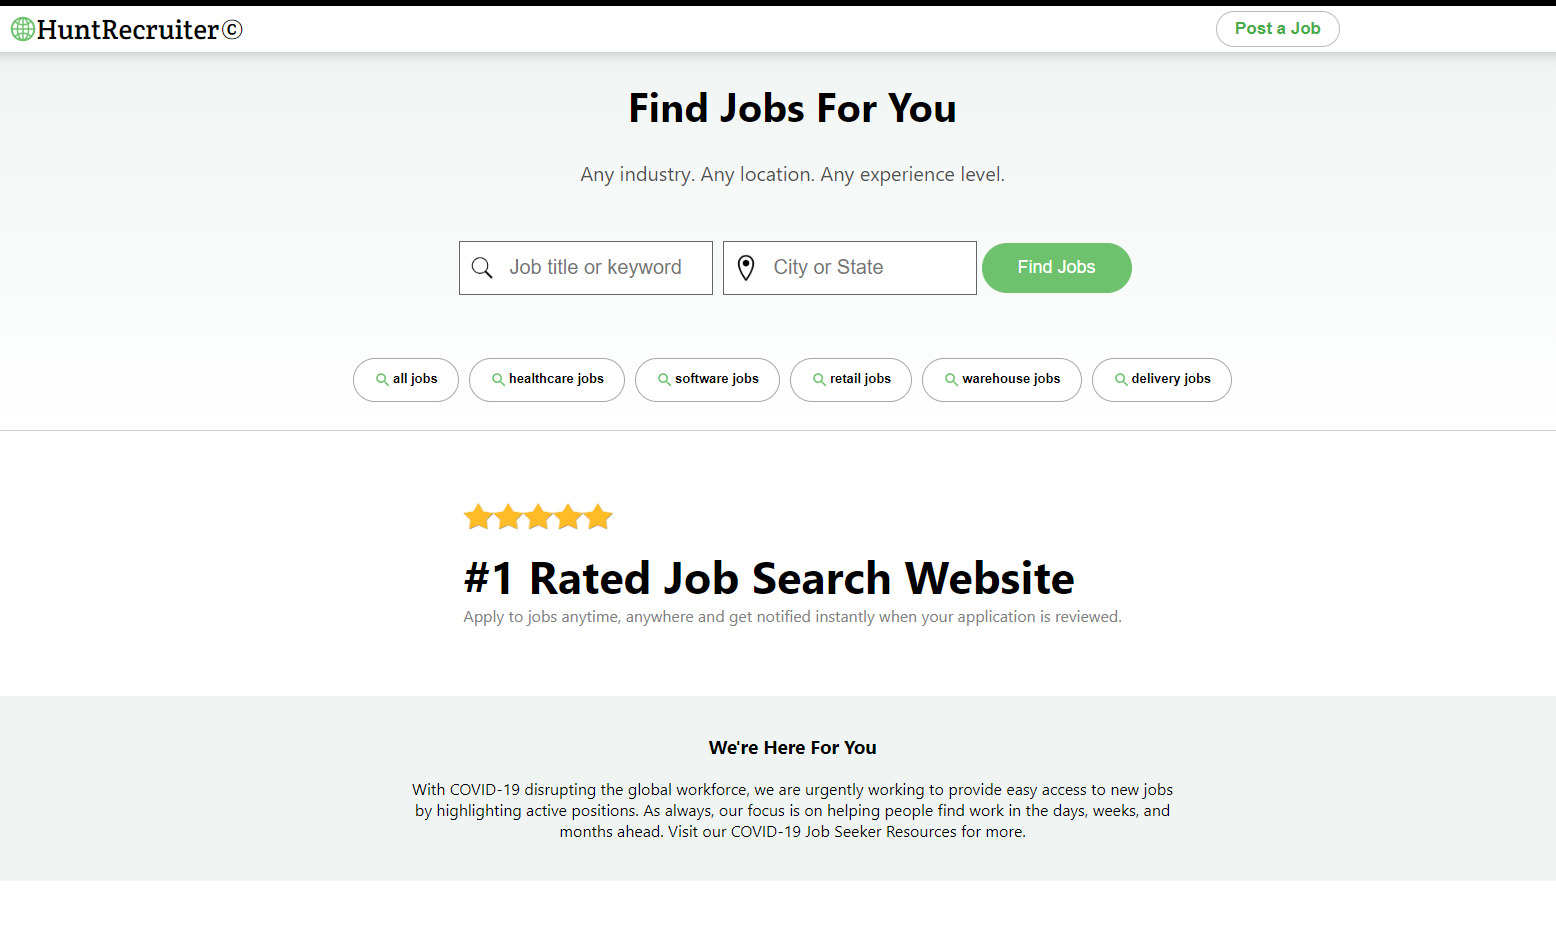 HuntRecruiter©
Post a Job
Find Jobs For You
Any industry. Any location. Any experience level.
Job title or keyword
City or State
Find Jobs
all jobs
healthcare jobs
software jobs
retail jobs
warehouse jobs
delivery jobs
#1 Rated Job Search Website
Apply to jobs anytime, anywhere and get notified instantly when your application is reviewed.
We're Here For You
With COVID-19 disrupting the global workforce, we are urgently working to provide easy access to new jobs
by highlighting active positions. As always, our focus is on helping people find work in the days, weeks, and
months ahead. Visit our COVID-19 Job Seeker Resources for more.